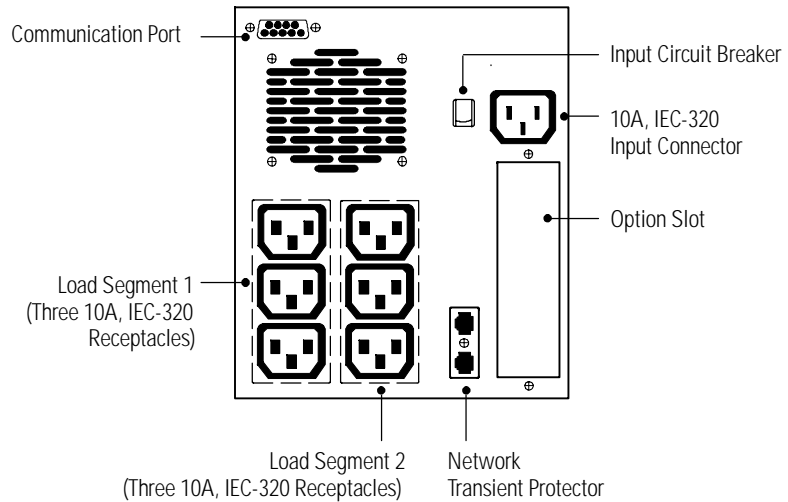 Communication Port
Input Circuit Breaker
10A, IEC-320
Input Connector
Option Slot
Load Segment 1
(Three 10A, IEC-320
Receptacles)
Load Segment 2
(Three 10A, IEC-320 Receptacles)
Network
Transient Protector